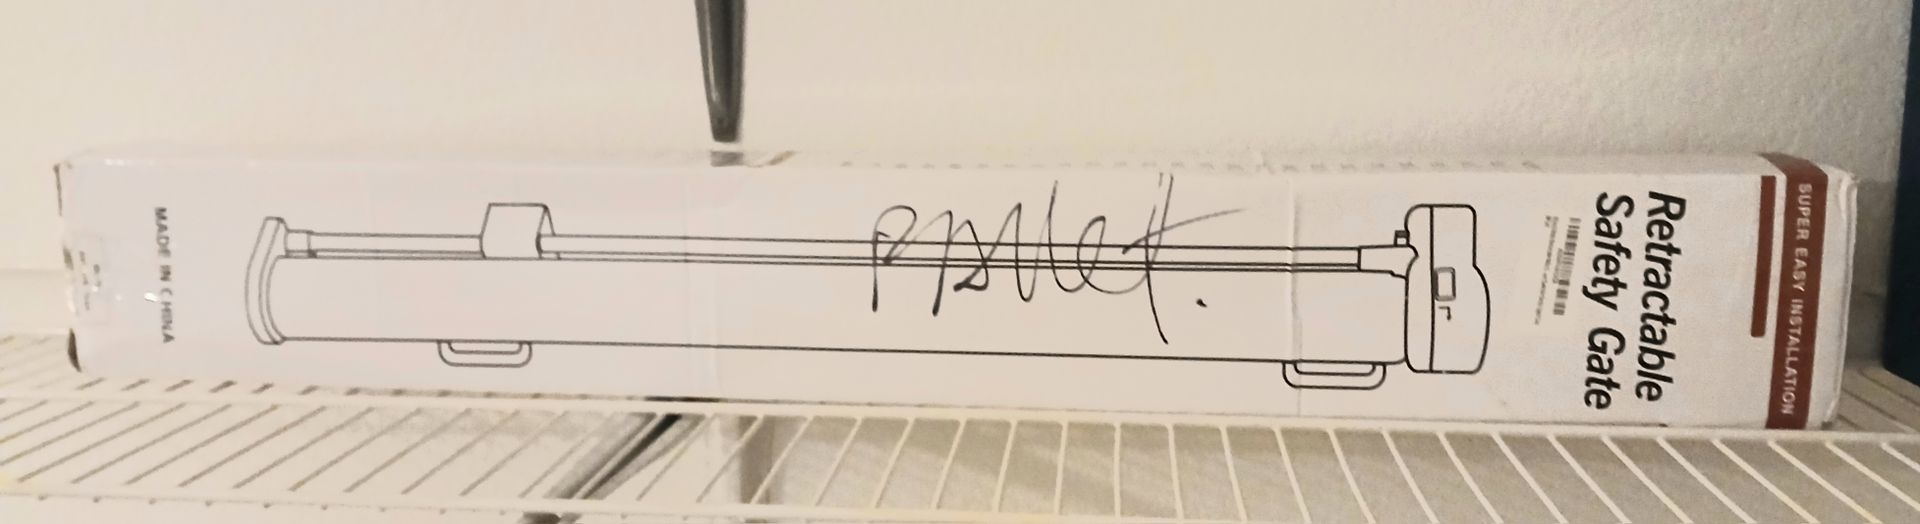 SUPER EASY INSTALLATION
Retractable
Safety Gate
MADE IN CHINA